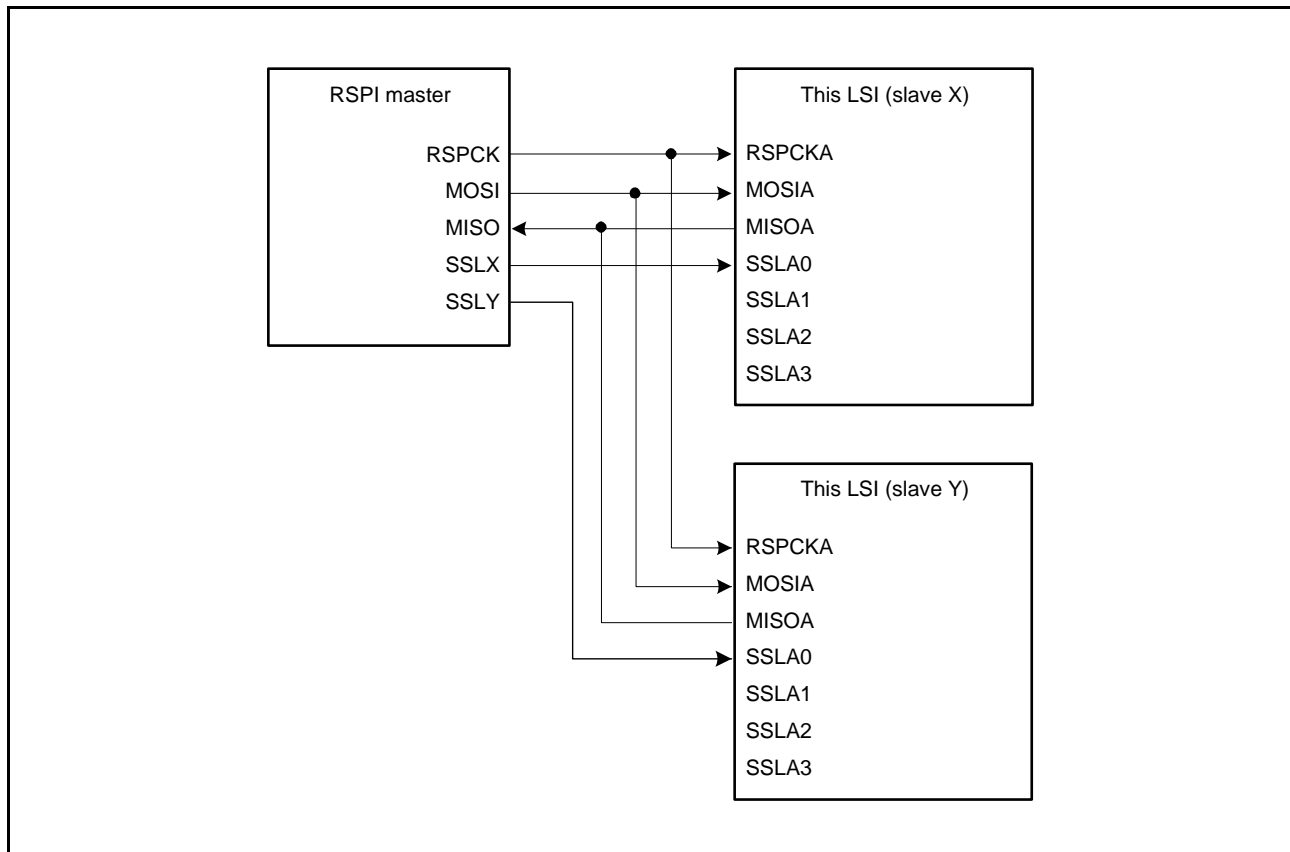 RSPI master
RSPCK
MOSI
MISO
SSLX
SSLY
This LSI (slave X)
RSPCKA
MOSIA
MISOA
SSLA0
SSLA1
SSLA2
SSLA3
This LSI (slave Y)
RSPCKA
MOSIA
MISOA
SSLA0
SSLA1
SSLA2
SSLA3